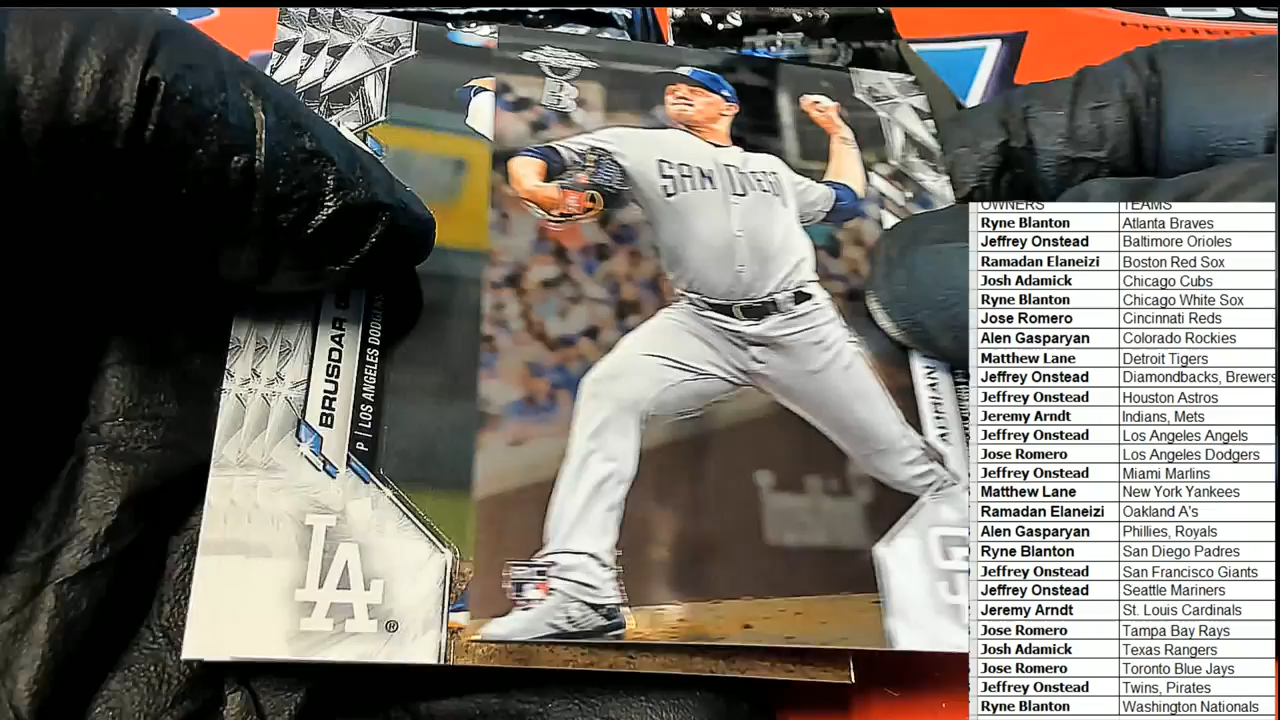 SAN DIEGO
BRUSDAR
P | LOS ANGELES DODGERS
LA
®
ADRIAN
OWNERS TEAMS
Ryne Blanton Atlanta Braves
Jeffrey Onstead Baltimore Orioles
Ramadan Elaneizi Boston Red Sox
Josh Adamick Chicago Cubs
Ryne Blanton Chicago White Sox
Jose Romero Cincinnati Reds
Alen Gasparyan Colorado Rockies
Matthew Lane Detroit Tigers
Jeffrey Onstead Diamondbacks, Brewers
Jeffrey Onstead Houston Astros
Jeremy Arndt Indians, Mets
Jeffrey Onstead Los Angeles Angels
Jose Romero Los Angeles Dodgers
Jeffrey Onstead Miami Marlins
Matthew Lane New York Yankees
Ramadan Elaneizi Oakland A's
Alen Gasparyan Phillies, Royals
Ryne Blanton San Diego Padres
Jeffrey Onstead San Francisco Giants
Jeffrey Onstead Seattle Mariners
Jeremy Arndt St. Louis Cardinals
Jose Romero Tampa Bay Rays
Josh Adamick Texas Rangers
Jose Romero Toronto Blue Jays
Jeffrey Onstead Twins, Pirates
Ryne Blanton Washington Nationals